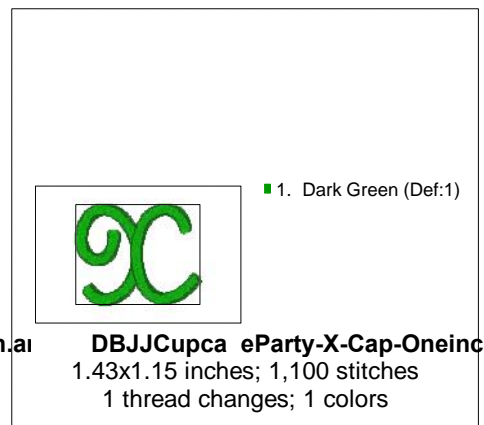 1. Dark Green (Def:1)
X
DBJJCupca eParty-X-Cap-Oneinc
1.43x1.15 inches; 1,100 stitches
1 thread changes; 1 colors